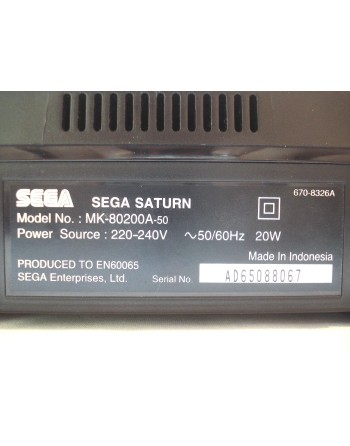 670-8326A
SEGA SEGA SATURN
Model No. : MK-80200A-50
Power Source : 220-240V ∿50/60Hz 20W
Made In Indonesia
PRODUCED TO EN60065
SEGA Enterprises, Ltd. Serial No. AD65088067